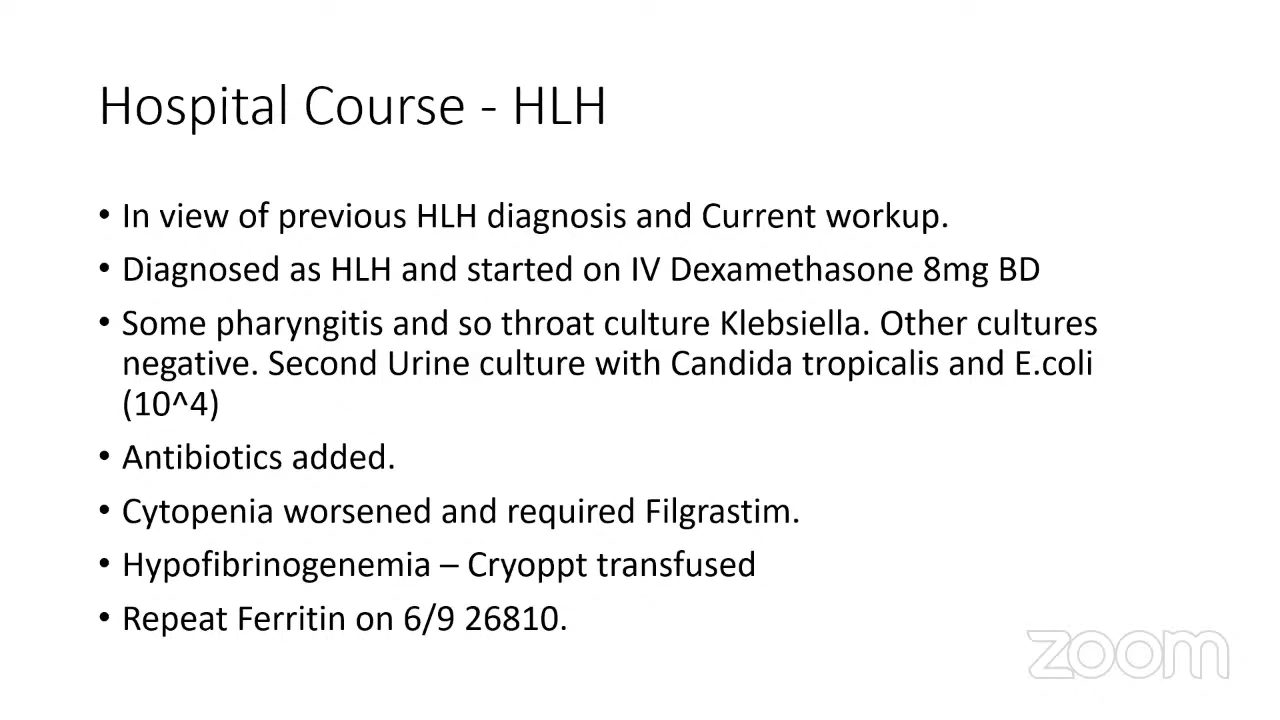 Hospital Course - HLH
• In view of previous HLH diagnosis and Current workup.
• Diagnosed as HLH and started on IV Dexamethasone 8mg BD
• Some pharyngitis and so throat culture Klebsiella. Other cultures
negative. Second Urine culture with Candida tropicalis and E.coli
(10^4)
• Antibiotics added.
• Cytopenia worsened and required Filgrastim.
• Hypofibrinogenemia – Cryoppt transfused
• Repeat Ferritin on 6/9 26810.
zoom